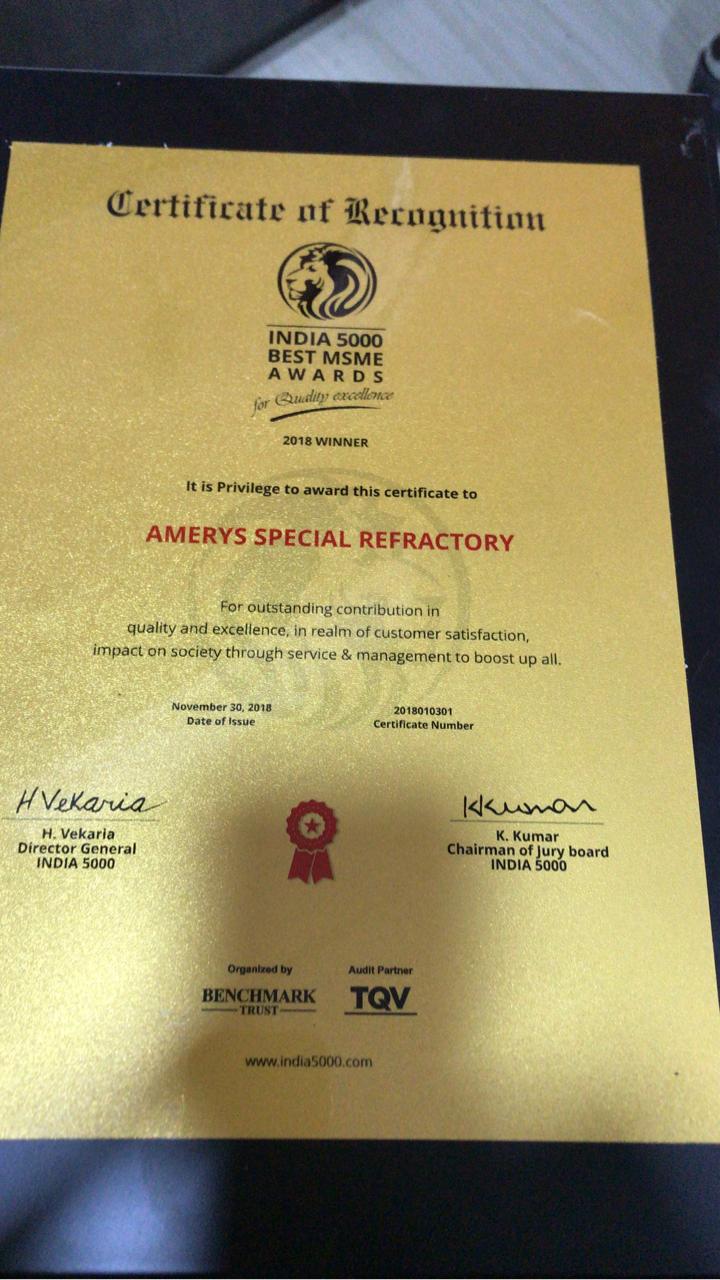 Certificate of Recognition
INDIA 5000
BEST MSME
AWARDS
for Quality excellence
2018 WINNER
It is Privilege to award this certificate to
AMERYS SPECIAL REFRACTORY
For outstanding contribution in
quality and excellence, in realm of customer satisfaction,
impact on society through service & management to boost up all.
November 30, 2018
Date of Issue
2018010301
Certificate Number
H Vekaria
H. Vekaria
Director General
INDIA 5000
KKumar
K. Kumar
Chairman of Jury board
INDIA 5000
Organized by
BENCHMARK
TRUST
Audit Partner
TQV
www.india5000.com